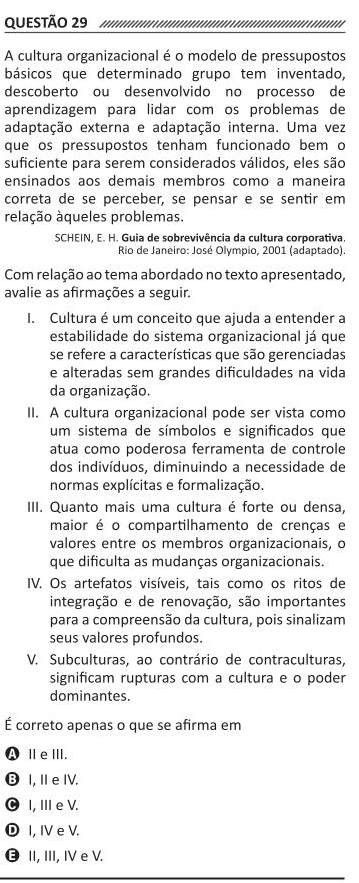 QUESTÃO 29
A cultura organizacional é o modelo de pressupostos
básicos que determinado grupo tem inventado,
descoberto ou desenvolvido no processo de
aprendizagem para lidar com os problemas de
adaptação externa e adaptação interna. Uma vez
que os pressupostos tenham funcionado bem o
suficiente para serem considerados válidos, eles são
ensinados aos demais membros como a maneira
correta de se perceber, se pensar e se sentir em
relação àqueles problemas.
SCHEIN, E. H. Guia de sobrevivência da cultura corporativa.
Rio de Janeiro: José Olympio, 2001 (adaptado).
Com relação ao tema abordado no texto apresentado,
avalie as afirmações a seguir.
I. Cultura é um conceito que ajuda a entender a
estabilidade do sistema organizacional já que
se refere a características que são gerenciadas
e alteradas sem grandes dificuldades na vida
da organização.
II. A cultura organizacional pode ser vista como
um sistema de símbolos e significados que
atua como poderosa ferramenta de controle
dos indivíduos, diminuindo a necessidade de
normas explícitas e formalização.
III. Quanto mais uma cultura é forte ou densa,
maior é o compartilhamento de crenças e
valores entre os membros organizacionais, o
que dificulta as mudanças organizacionais.
IV. Os artefatos visíveis, tais como os ritos de
integração e de renovação, são importantes
para a compreensão da cultura, pois sinalizam
seus valores profundos.
V. Subculturas, ao contrário de contraculturas,
significam rupturas com a cultura e o poder
dominantes.
É correto apenas o que se afirma em
A II e III.
B I, II e IV.
C I, III e V.
D I, IV e V.
E II, III, IV e V.